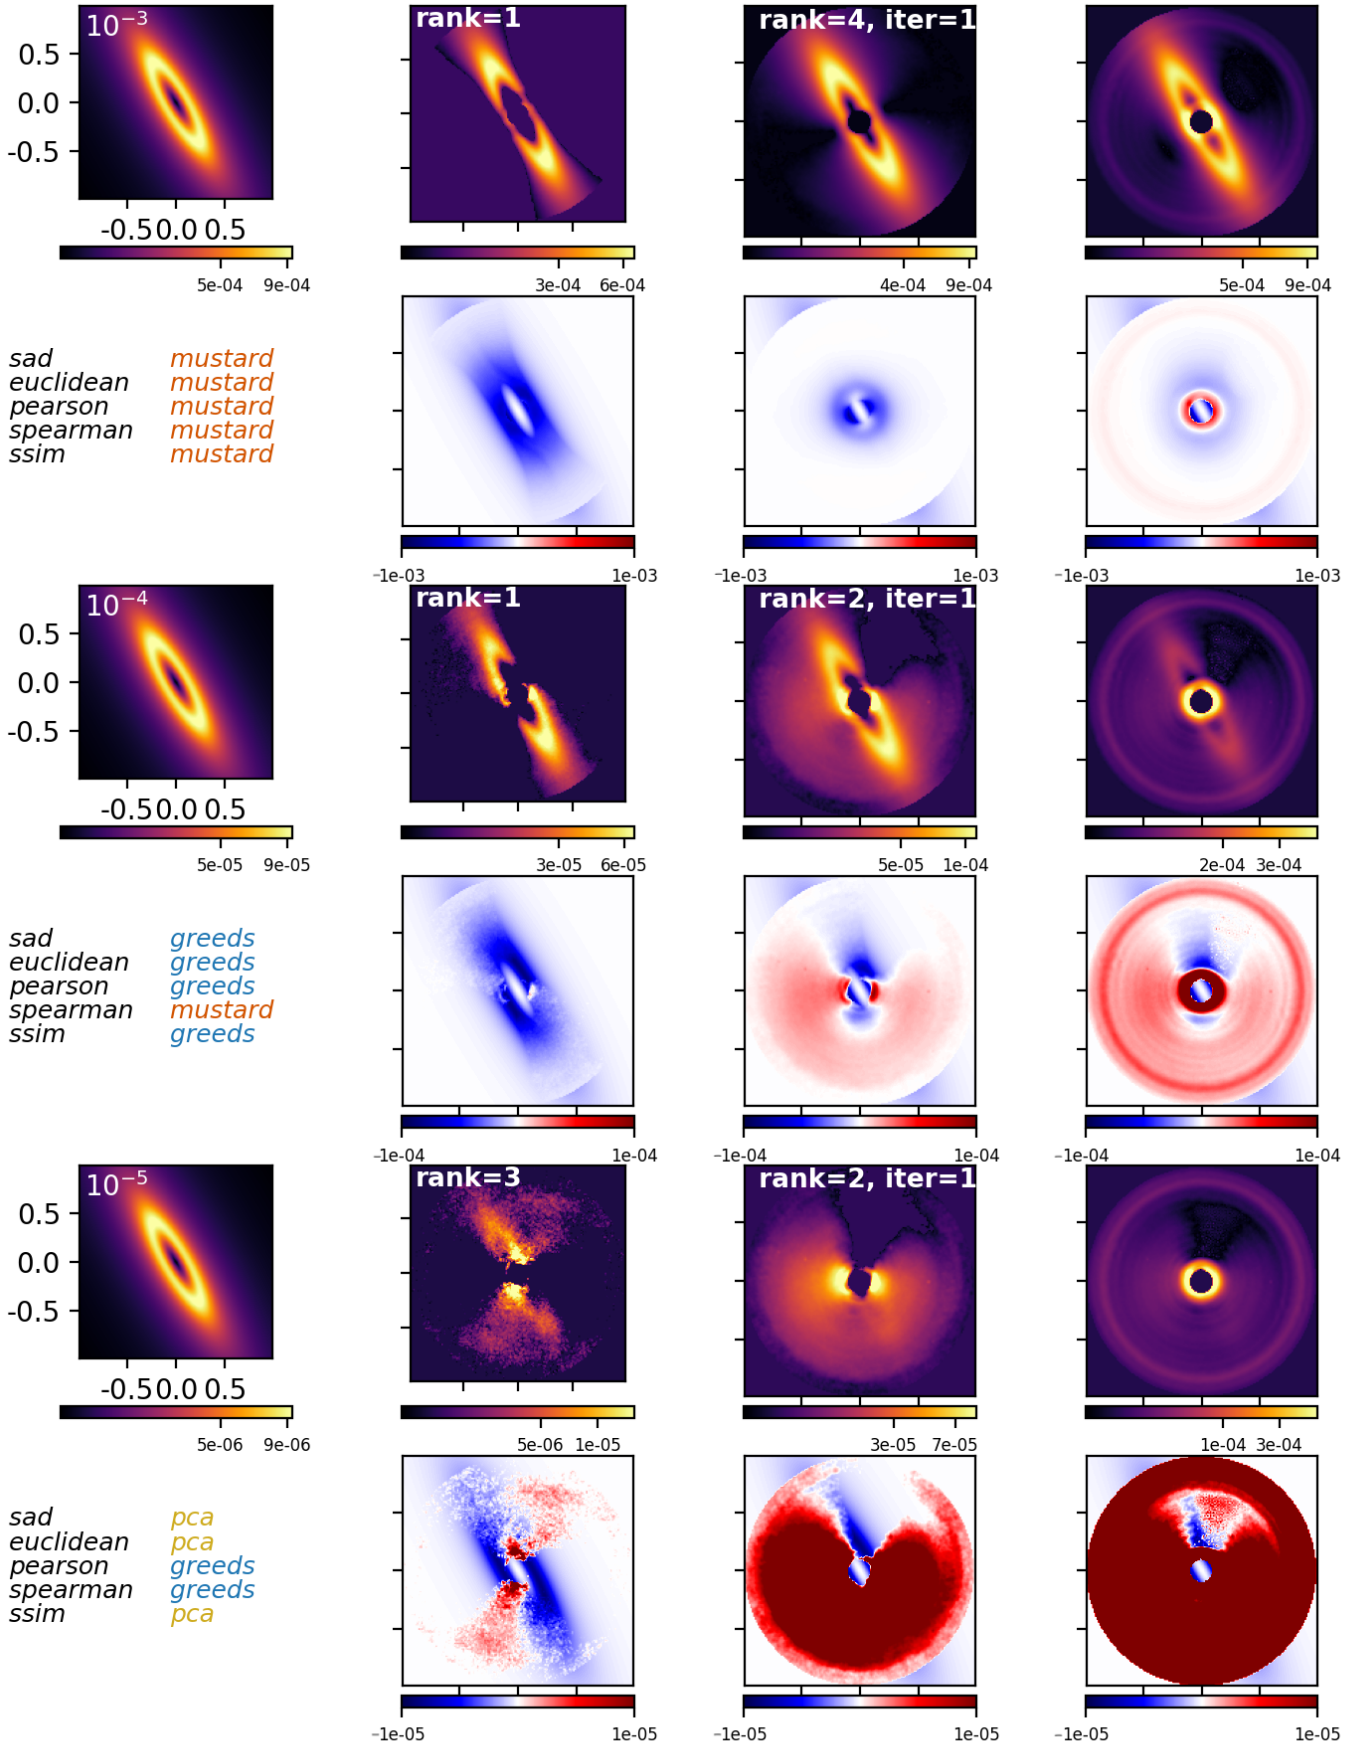 10⁻³ rank=1 rank=4, iter=1
0.5
0.0
-0.5
-0.5 0.0 0.5
5e-04 9e-04 3e-04 6e-04 4e-04 9e-04 5e-04 9e-04
sad mustard
euclidean mustard
pearson mustard
spearman mustard
ssim mustard
-1e-03 1e-03 -1e-03 1e-03 -1e-03 1e-03
10⁻⁴ rank=1 rank=2, iter=1
0.5
0.0
-0.5
-0.5 0.0 0.5
5e-05 9e-05 3e-05 6e-05 5e-05 1e-04 2e-04 3e-04
sad greeds
euclidean greeds
pearson greeds
spearman mustard
ssim greeds
-1e-04 1e-04 -1e-04 1e-04 -1e-04 1e-04
10⁻⁵ rank=3 rank=2, iter=1
0.5
0.0
-0.5
-0.5 0.0 0.5
5e-06 9e-06 5e-06 1e-05 3e-05 7e-05 1e-04 3e-04
sad pca
euclidean pca
pearson greeds
spearman greeds
ssim pca
-1e-05 1e-05 -1e-05 1e-05 -1e-05 1e-05